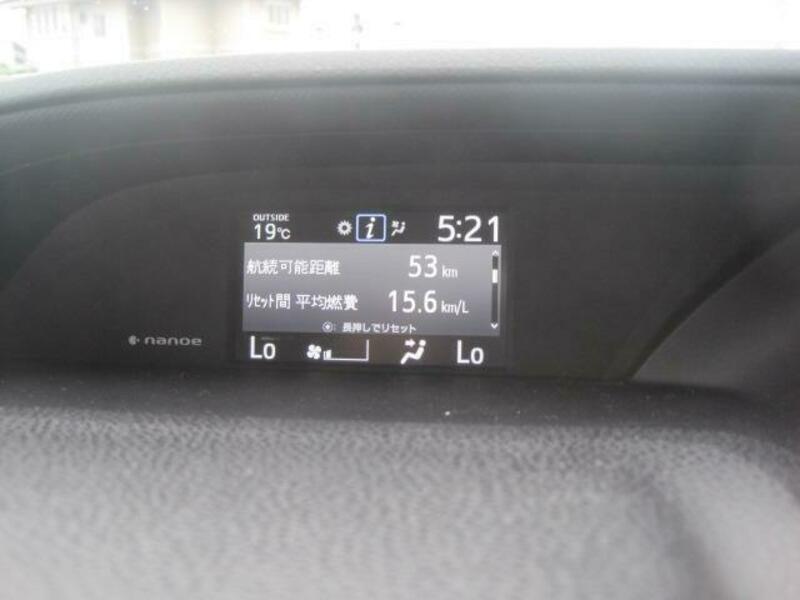 OUTSIDE
19℃ i 5:21
航続可能距離 53 km
ﾘｾｯﾄ間 平均燃費 15.6 km/L
長押しでリセット
nanoe
Lo Lo